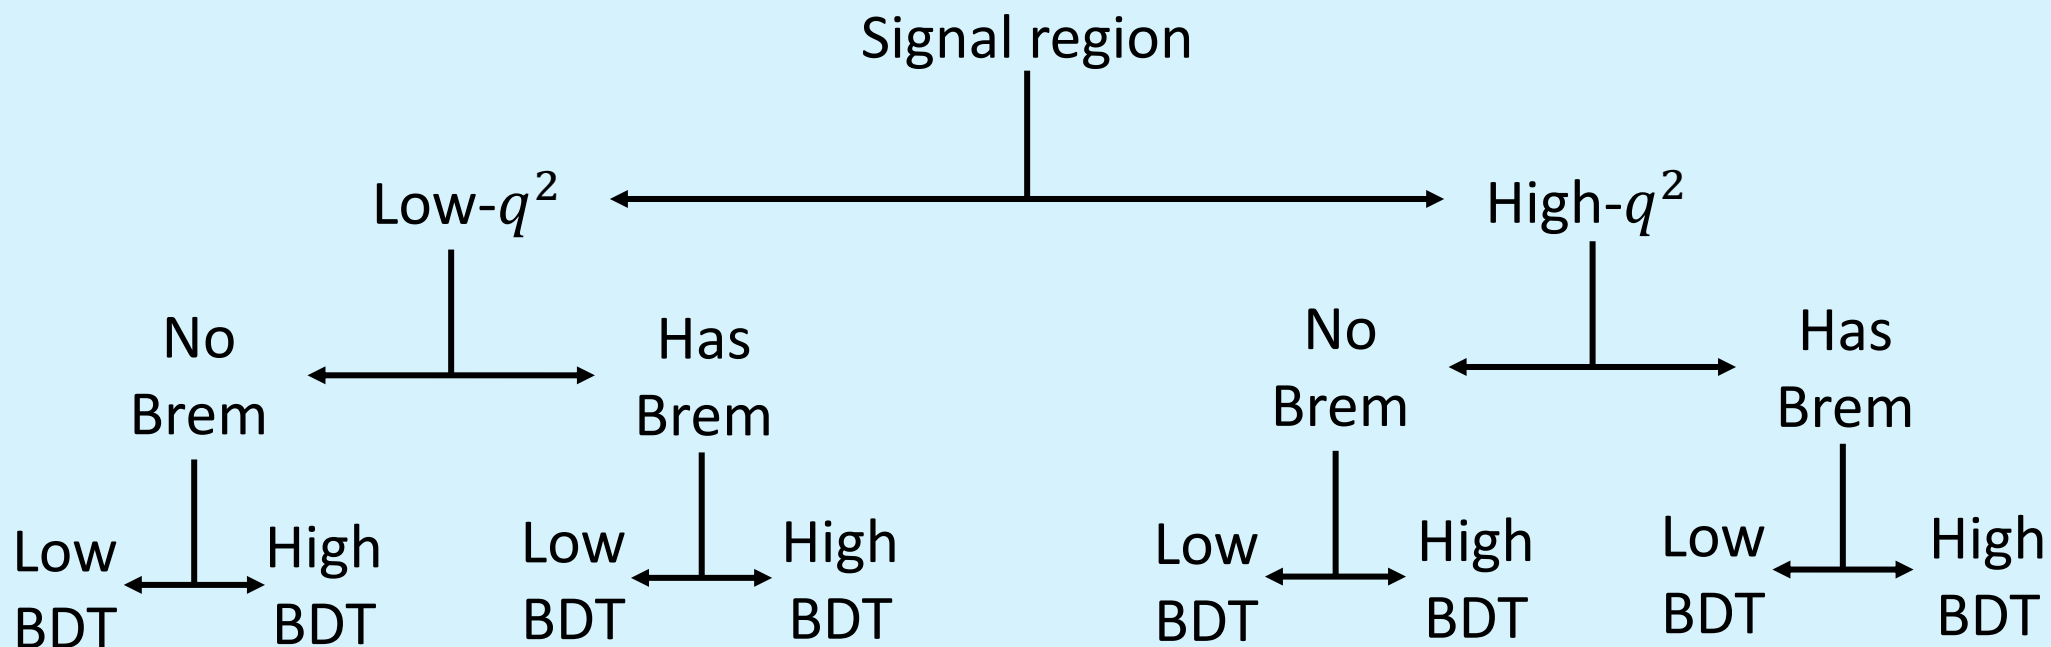 Signal region
Low-q²
High-q²
No
Brem
Has
Brem
No
Brem
Has
Brem
Low
BDT
High
BDT
Low
BDT
High
BDT
Low
BDT
High
BDT
Low
BDT
High
BDT